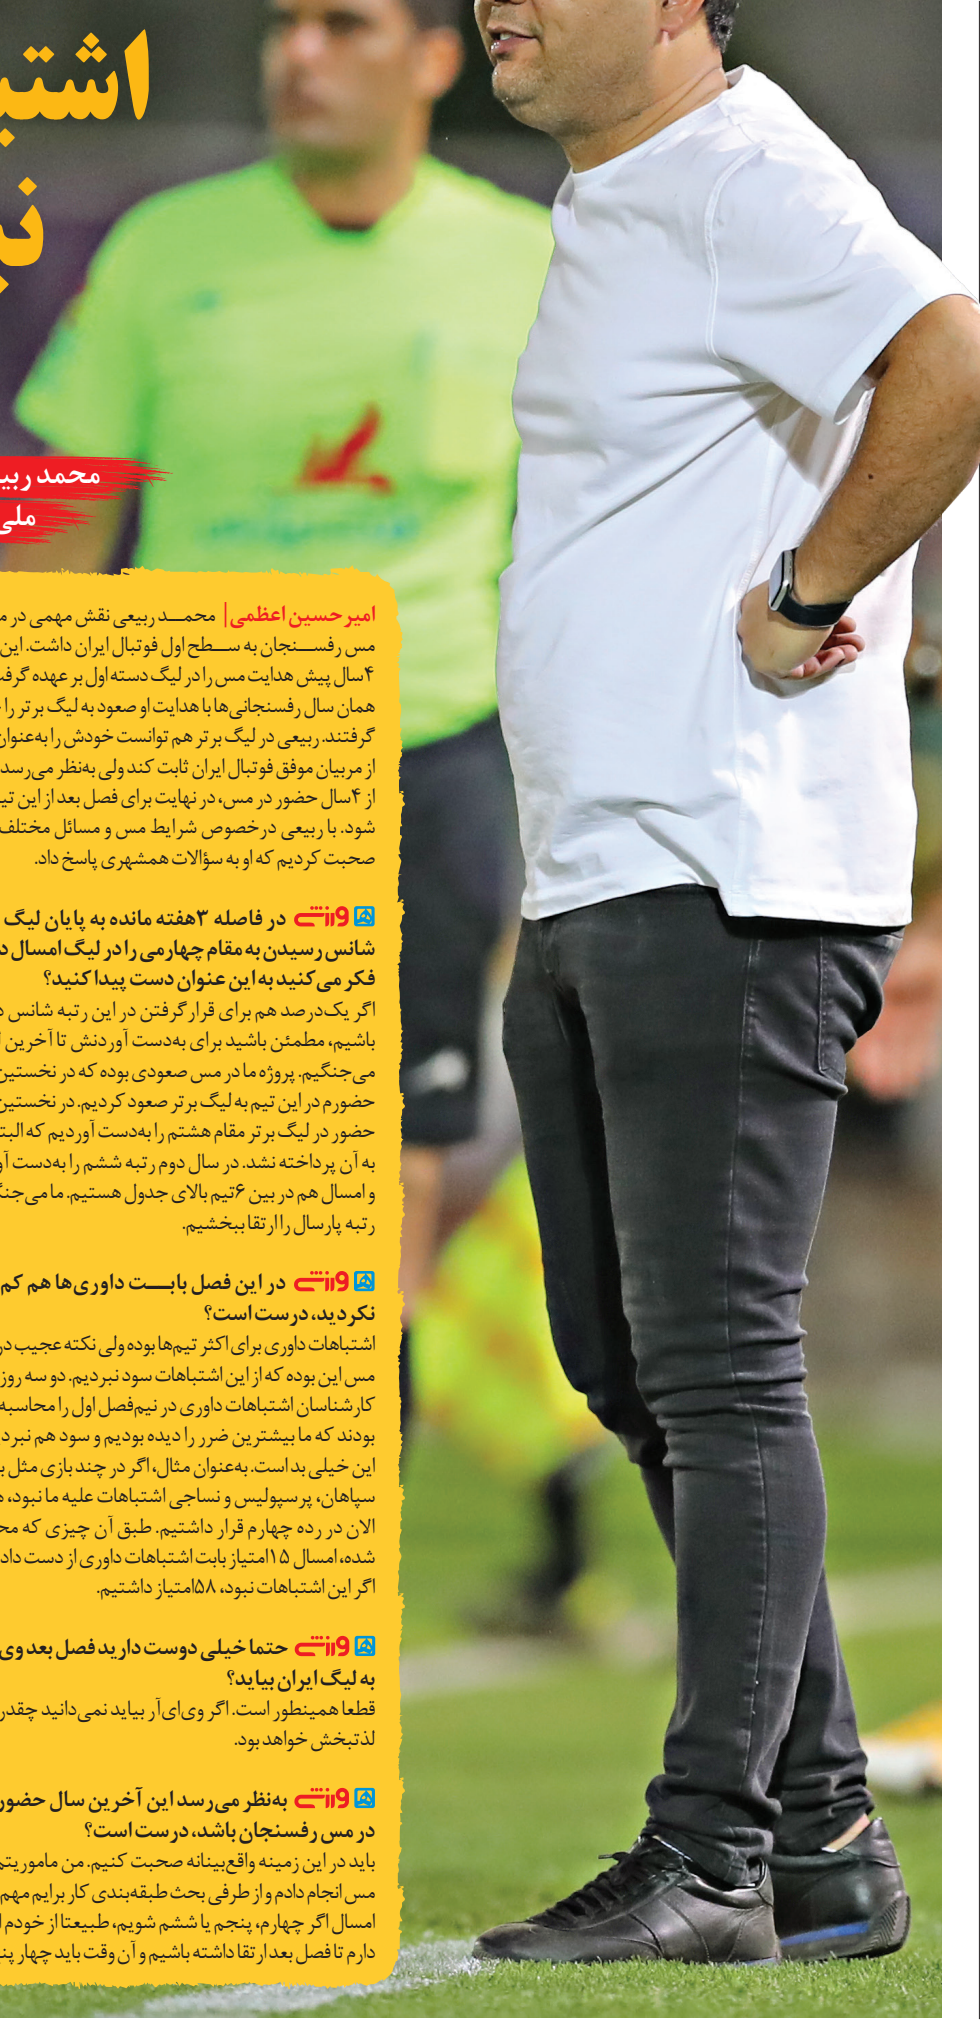 محمد
امیرحسین اعظمی| محمد ربیعی نقش مهمی در
مس رفسنجان به سطح اول فوتبال ایران داشت. این
۴سال پیش هدایت مس را در لیگ دسته اول بر عهده
همان سال رفسنجانی‌ها با هدایت او صعود به لیگ برتر را
گرفتند. ربیعی در لیگ برتر هم توانست خودش را به‌عنوان
از مربیان موفق فوتبال ایران ثابت کند ولی به‌نظر می‌رسد
از ۴سال حضور در مس، در نهایت برای فصل بعد از این
شود. با ربیعی درخصوص شرایط مس و مسائل مختلف
صحبت کردیم که او به سؤالات همشهری پاسخ داد.
ورزشی در فاصله ۳هفته مانده به پایان لیگ
شانس رسیدن به مقام چهارمی را در لیگ امسال
فکر می‌کنید به این عنوان دست پیدا کنید؟
اگر یک‌درصد هم برای قرار گرفتن در این رتبه شانس
باشیم، مطمئن باشید برای به‌دست آوردنش تا آخرین
می‌جنگیم. پروژه ما در مس صعودی بوده که در نخستین
حضورم در این تیم به لیگ برتر صعود کردیم. در نخستین
حضور در لیگ برتر مقام هشتم را به‌دست آوردیم که
به آن پرداخته نشد. در سال دوم رتبه ششم را به‌دست
و امسال هم در بین ۶تیم بالای جدول هستیم. ما
رتبه پارسال را ارتقا ببخشیم.
ورزشی در این فصل بابت داوری‌ها هم کم
نکردید، درست است؟
اشتباهات داوری برای اکثر تیم‌ها بوده ولی نکته عجیب
مس این بوده که از این اشتباهات سود نبردیم. دو سه روز
کارشناسان اشتباهات داوری در نیم‌فصل اول را محاسبه
بودند که ما بیشترین ضرر را دیده بودیم و سود هم
این خیلی بد است. به‌عنوان مثال، اگر در چند بازی مثل
سپاهان، پرسپولیس و نساجی اشتباهات علیه ما نبود،
الان در رده چهارم قرار داشتیم. طبق آن چیزی که
شده، امسال ۱۵امتیاز بابت اشتباهات داوری از دست
اگر این اشتباهات نبود، ۵۸امتیاز داشتیم.
ورزشی حتما خیلی دوست دارید فصل بعد وی
به لیگ ایران بیاید؟
قطعا همینطور است. اگر وی‌ای‌آر بیاید نمی‌دانید چقدر
لذتبخش خواهد بود.
ورزشی به‌نظر می‌رسد این آخرین سال حضور
در مس رفسنجان باشد، درست است؟
باید در این زمینه واقع‌بینانه صحبت کنیم. من
مس انجام دادم و از طرفی بحث طبقه‌بندی کار برایم مهم
امسال اگر چهارم، پنجم یا ششم شویم، طبیعتا از خودم
دارم تا فصل بعد ارتقا داشته باشیم و آن وقت باید چهار